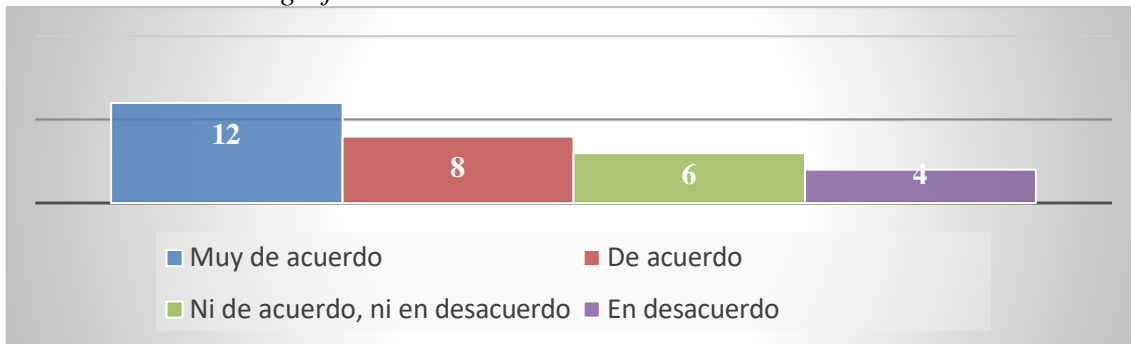 12
8
6
4
Muy de acuerdo
De acuerdo
Ni de acuerdo, ni en desacuerdo
En desacuerdo